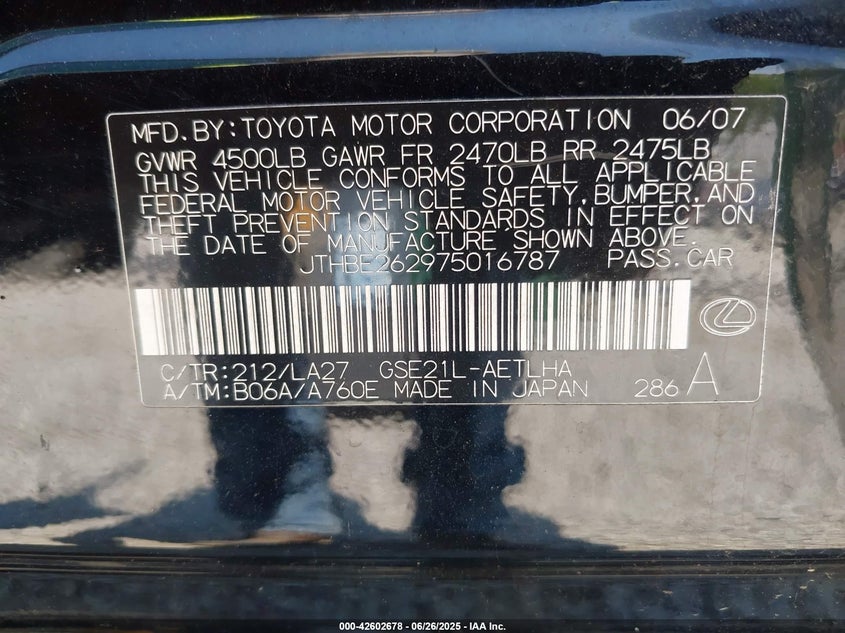 MFD.BY:TOYOTA MOTOR CORPORATION 06/07
GVWR 4500LB GAWR FR 2470LB RR 2475LB
THIS VEHICLE CONFORMS TO ALL APPLICABLE
FEDERAL MOTOR VEHICLE SAFETY,BUMPER,AND
THEFT PREVENTION STANDARDS IN EFFECT ON
THE DATE OF MANUFACTURE SHOWN ABOVE.
JTHBE262975016787 PASS.CAR
C/TR:212/LA27 GSE21L-AETLHA
A/TM:B06A/A760E MADE IN JAPAN 286 A
000-42602678 - 06/26/2025 - IAA Inc.